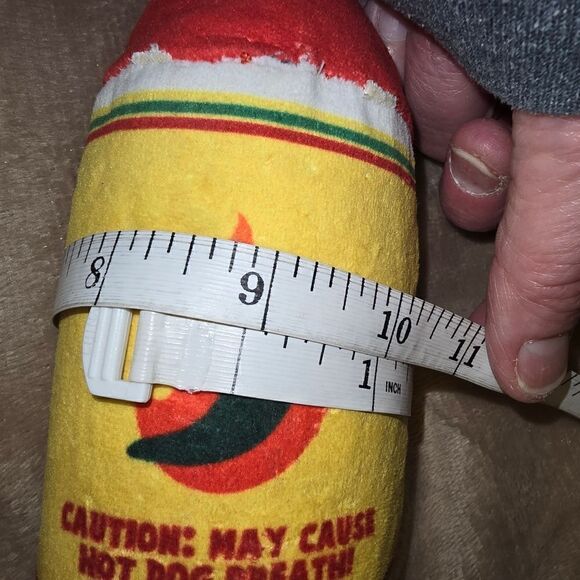 8 9 10 11
1 INCH
CAUTION: MAY CAUSE
HOT DOG BREATH!